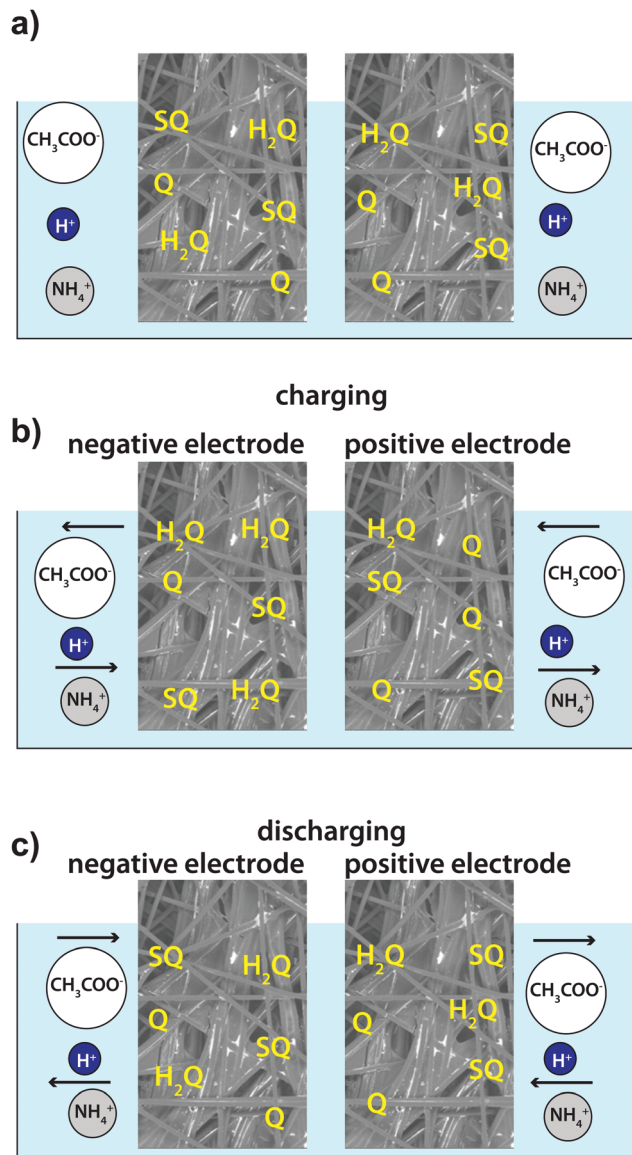 a)
SQ H₂Q H₂Q SQ
CH₃COO⁻ CH₃COO⁻
Q SQ Q H₂Q
H⁺ H₂Q SQ H⁺
NH₄⁺ Q Q NH₄⁺
charging
b)
negative electrode positive electrode
H₂Q H₂Q H₂Q Q
CH₃COO⁻ Q SQ CH₃COO⁻
SQ Q
H⁺ H⁺
NH₄⁺ SQ H₂Q Q SQ NH₄⁺
discharging
c)
negative electrode positive electrode
SQ H₂Q H₂Q SQ
CH₃COO⁻ CH₃COO⁻
Q SQ Q H₂Q
H⁺ H₂Q SQ H⁺
NH₄⁺ Q Q NH₄⁺